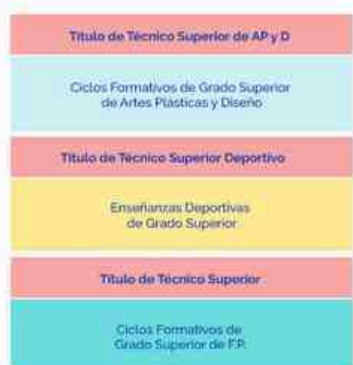 Título de Técnico Superior de AP y D
Ciclos Formativos de Grado Superior
de Artes Plásticas y Diseño
Título de Técnico Superior Deportivo
Enseñanzas Deportivas
de Grado Superior
Título de Técnico Superior
Ciclos Formativos de
Grado Superior de F.P.